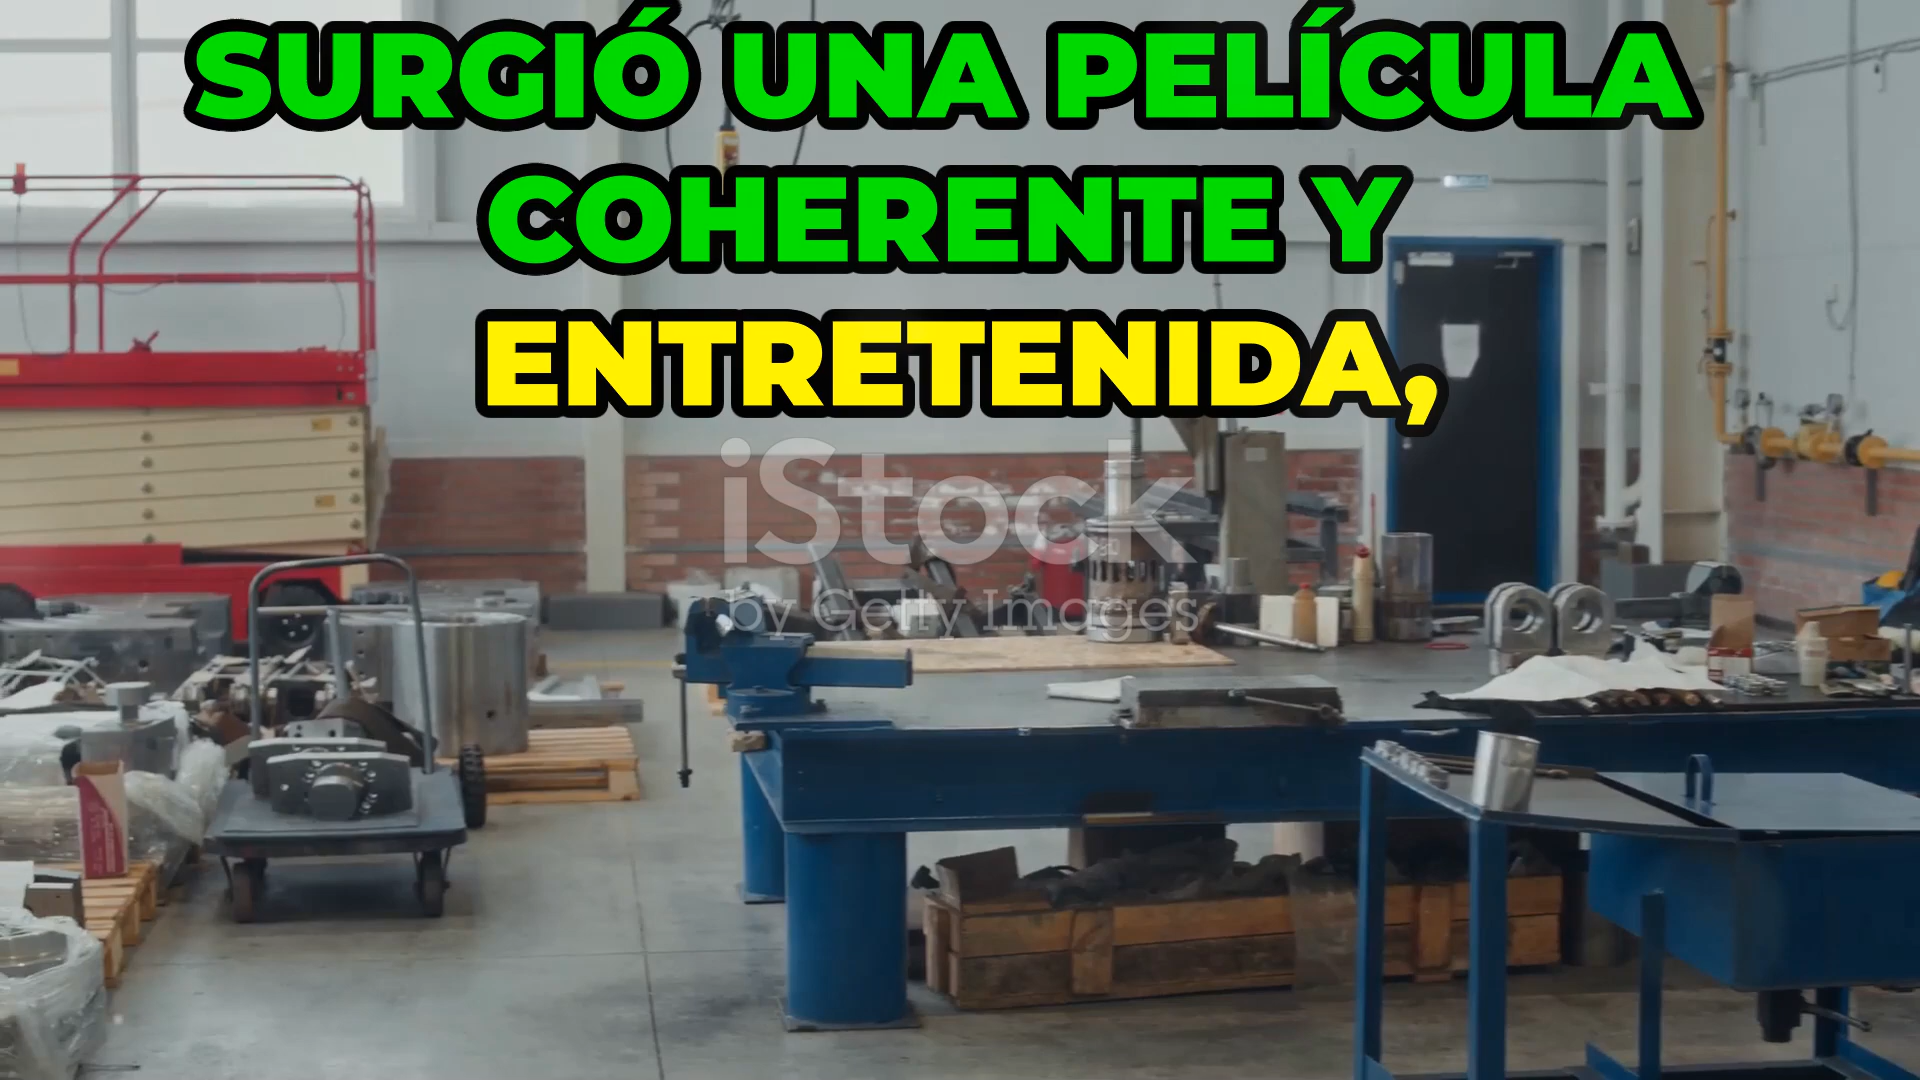 SURGIÓ UNA PELÍCULA
COHERENTE Y
ENTRETENIDA,
iStock
by Getty Images